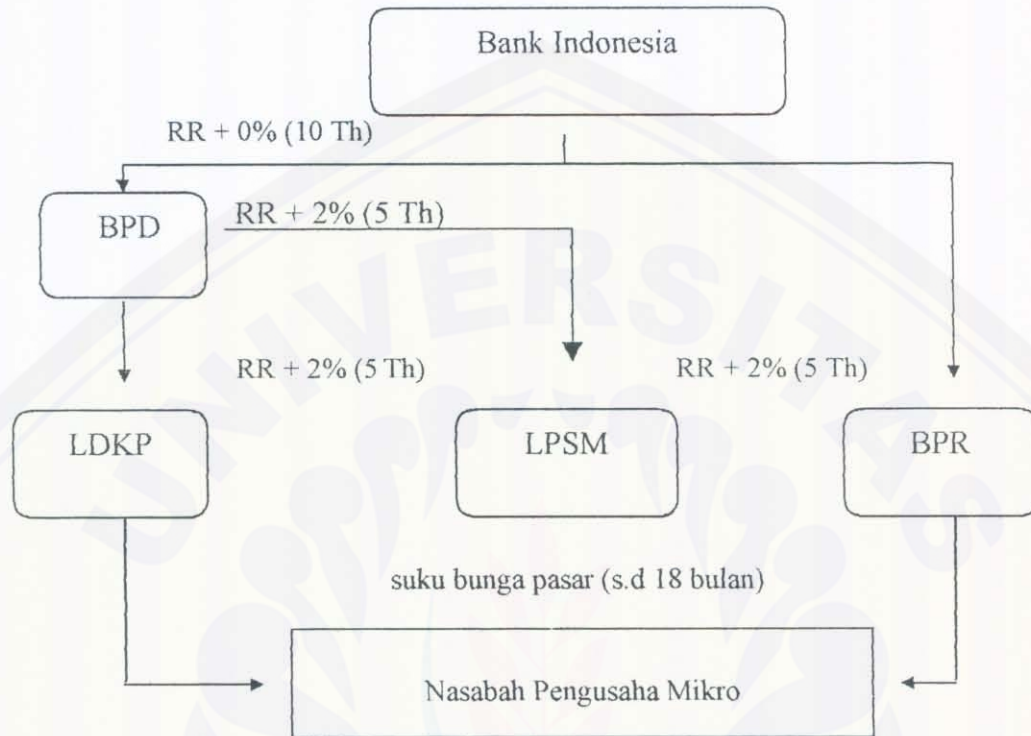 Bank Indonesia
RR + 0% (10 Th)
BPD
RR + 2% (5 Th)
RR + 2% (5 Th)
RR + 2% (5 Th)
LDKP
LPSM
BPR
suku bunga pasar (s.d 18 bulan)
Nasabah Pengusaha Mikro
UNIVERSITAS